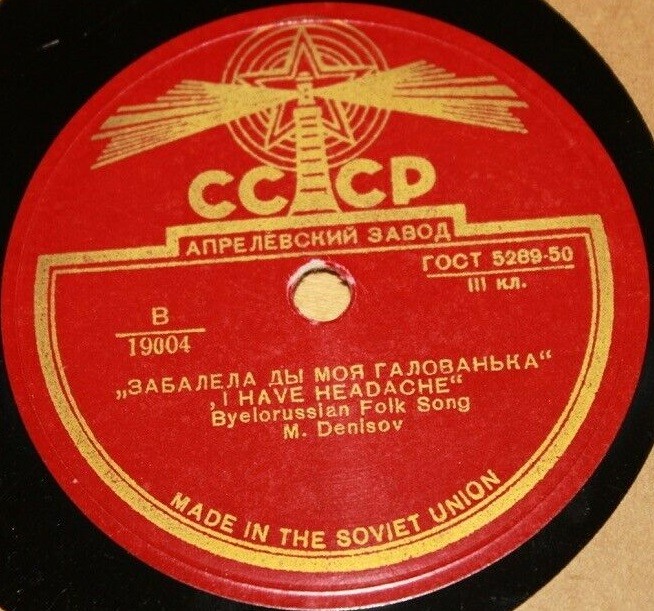 СССР
АПРЕЛЕВСКИЙ ЗАВОД
ГОСТ 5289-50
III кл.
В
19004
„ЗАБАЛЕЛА ДЫ МОЯ ГАЛОВАНЬКА“
„I HAVE HEADACHE“
Byelorussian Folk Song
M. Denisov
MADE IN THE SOVIET UNION